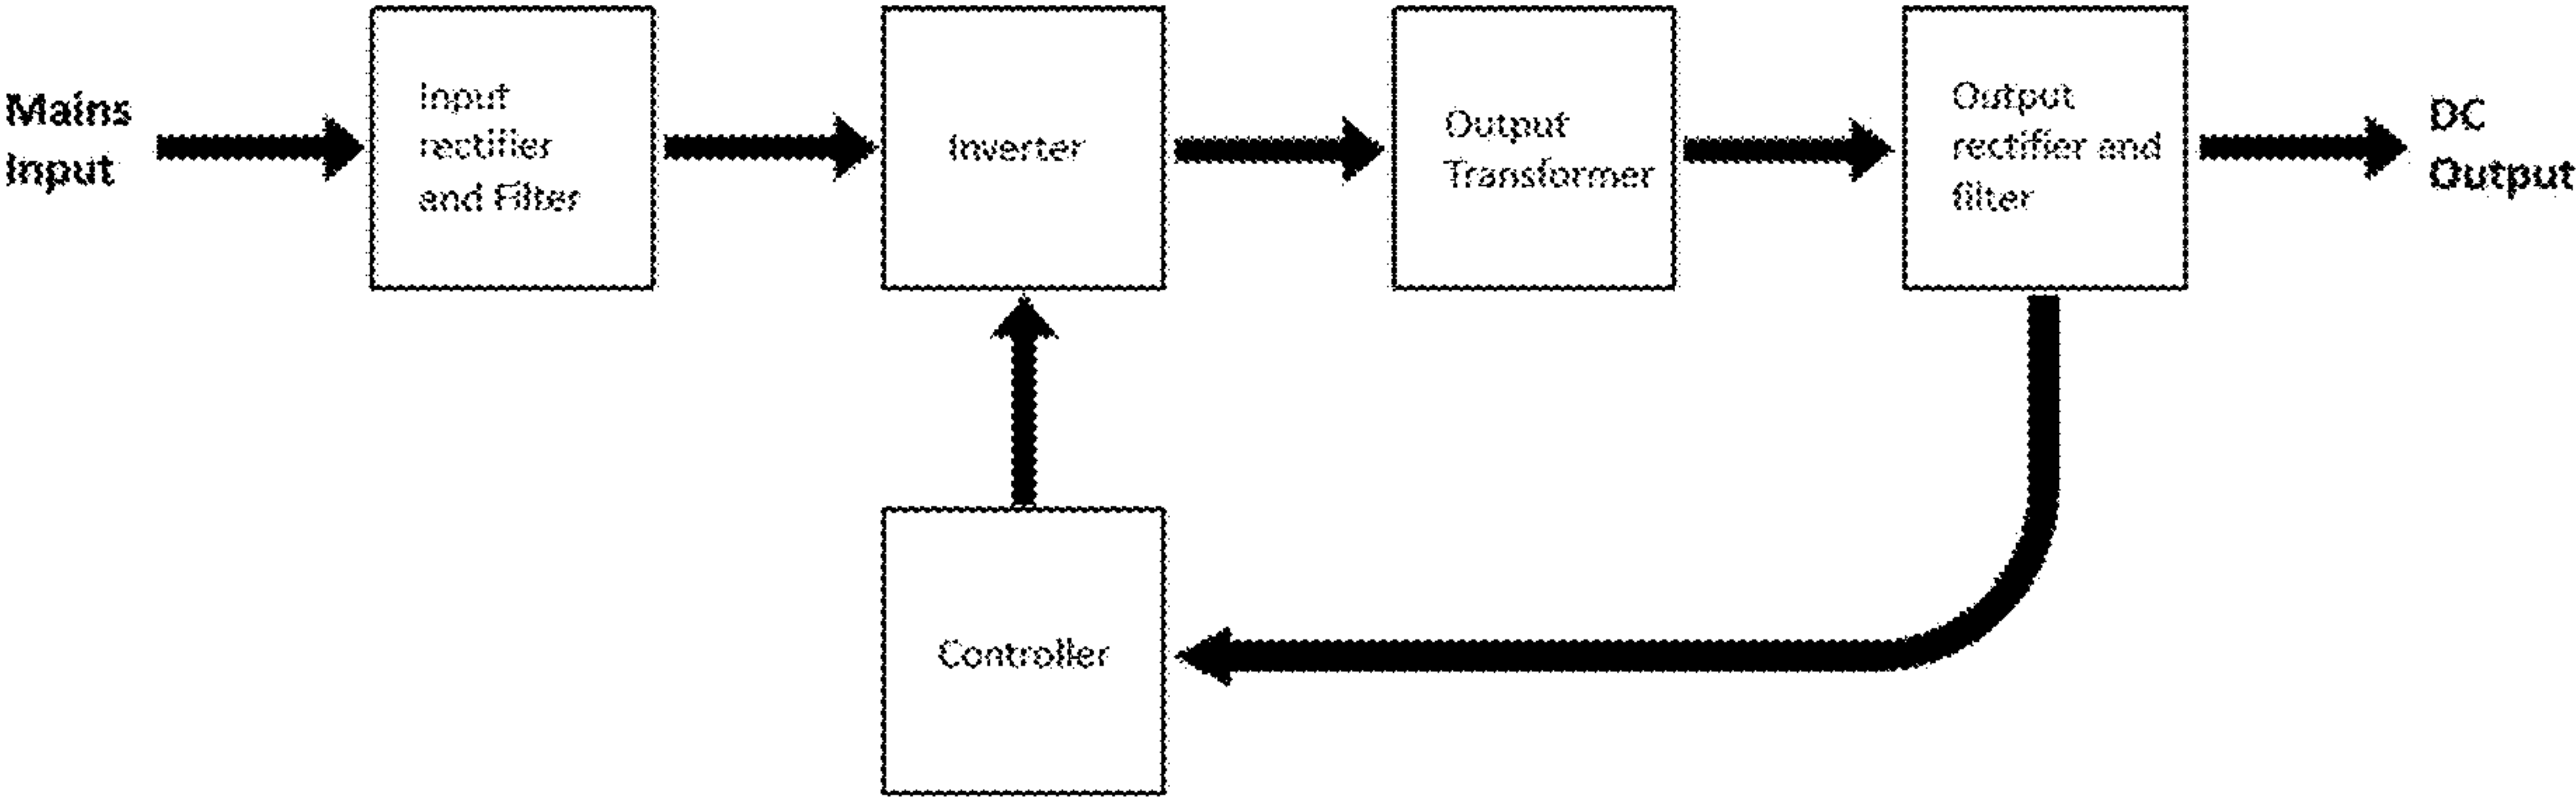 Mains
Input
Input
rectifier
and Filter
Inverter
Output
Transformer
Output
rectifier and
filter
DC
Output
Controller